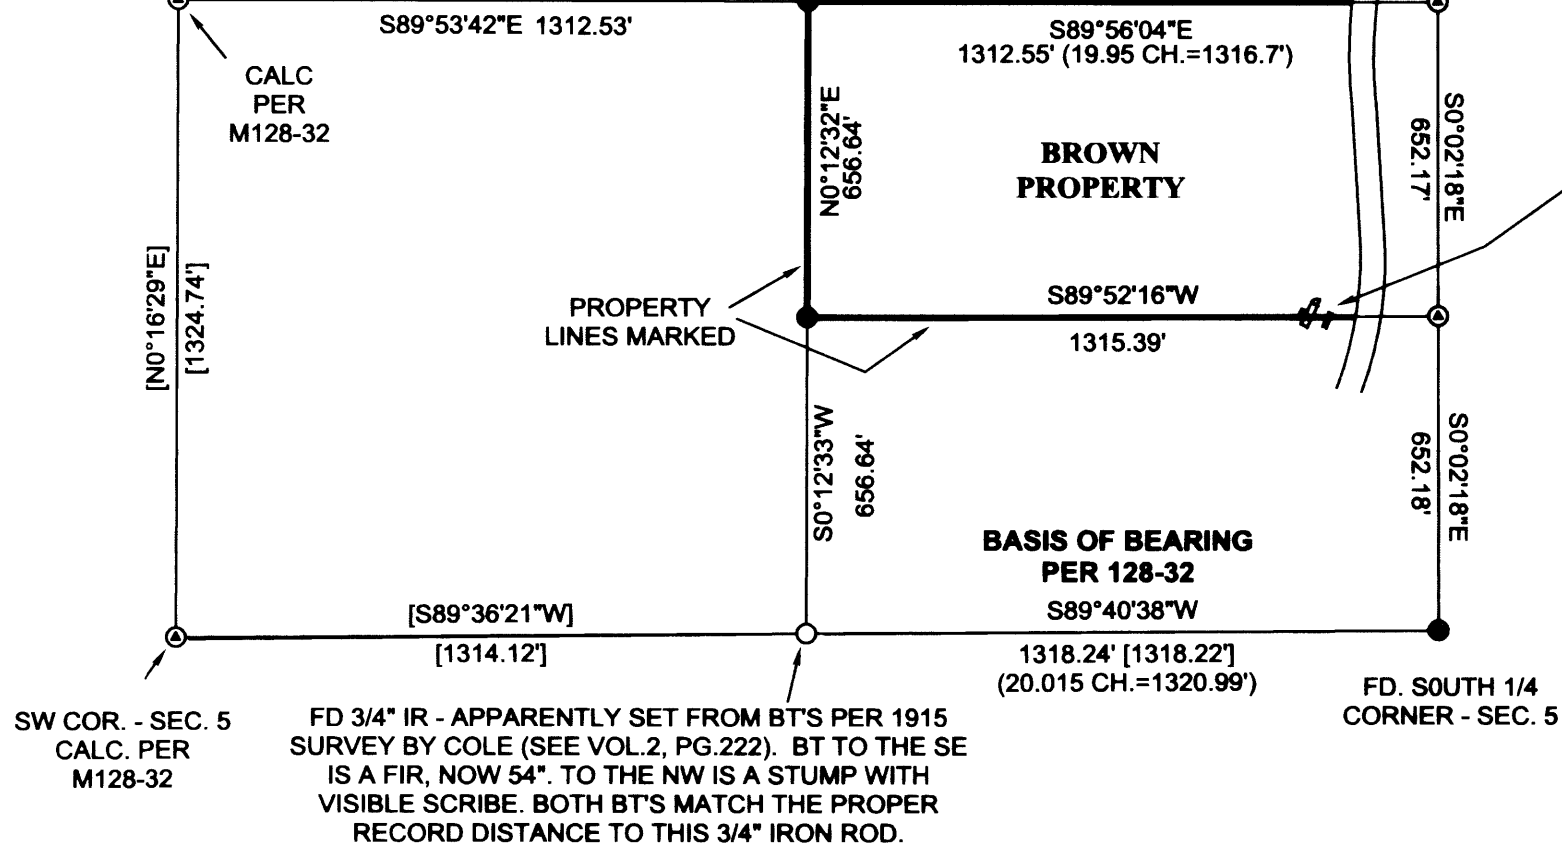 S89°53'42"E 1312.53'
S89°56'04"E
1312.55' (19.95 CH.=1316.7')
CALC
PER
M128-32
N0°12'32"E
656.64'
BROWN
PROPERTY
S0°02'18"E
652.17'
[N0°16'29"E]
[1324.74']
PROPERTY
LINES MARKED
S89°52'16"W
1315.39'
S0°12'33"W
656.64'
S0°02'18"E
652.18'
BASIS OF BEARING
PER 128-32
[S89°36'21"W]
[1314.12']
S89°40'38"W
1318.24' [1318.22']
(20.015 CH.=1320.99')
SW COR. - SEC. 5
CALC. PER
M128-32
FD 3/4" IR - APPARENTLY SET FROM BT'S PER 1915
SURVEY BY COLE (SEE VOL.2, PG.222). BT TO THE SE
IS A FIR, NOW 54". TO THE NW IS A STUMP WITH
VISIBLE SCRIBE. BOTH BT'S MATCH THE PROPER
RECORD DISTANCE TO THIS 3/4" IRON ROD.
FD. SOUTH 1/4
CORNER - SEC. 5